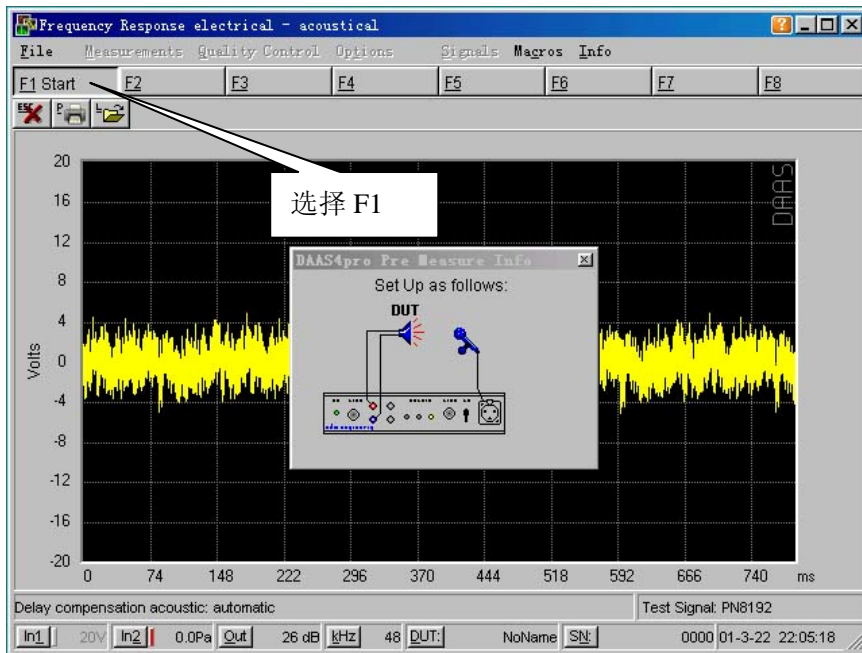 Frequency Response electrical - acoustical
File Measurements Quality Control Options Signals Macros Info
F1 Start F2 F3 F4 F5 F6 F7 F8
ESC P L
选择 F1
DAAS
DAAS4pro Pre Measure Info
Set Up as follows:
DUT
Volts
20
16
12
8
4
0
-4
-8
-12
-16
-20
0 74 148 222 296 370 444 518 592 666 740 ms
Delay compensation acoustic: automatic Test Signal: PN8192
In1 20V In2 0.0Pa Out 26 dB kHz 48 DUT: NoName SN: 0000 01-3-22 22:05:18